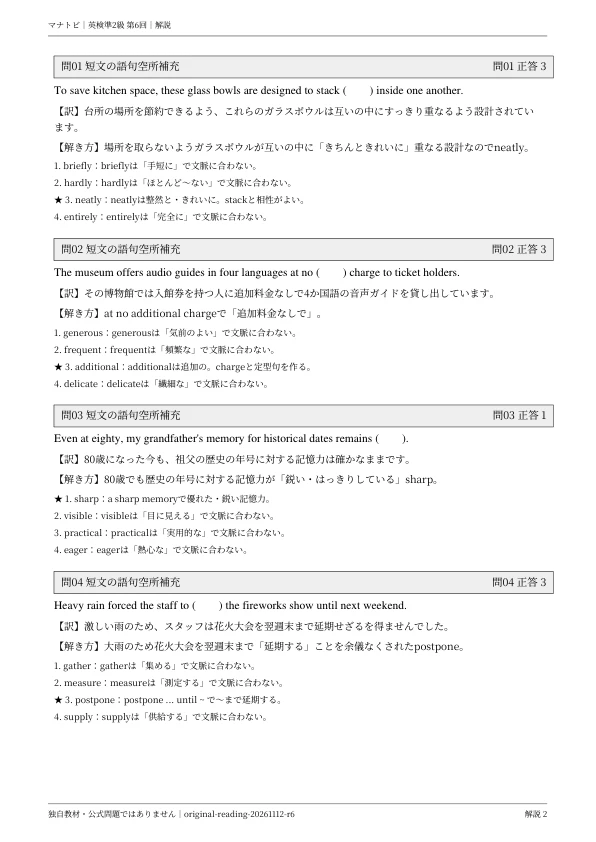 マナトビ｜英検準2級 第6回｜解説
問01 短文の語句空所補充 問01 正答 3
To save kitchen space, these glass bowls are designed to stack (　　) inside one another.
【訳】台所の場所を節約できるよう、これらのガラスボウルは互いの中にすっきり重なるよう設計されてい
ます。
【解き方】場所を取らないようガラスボウルが互いの中に「きちんときれいに」重なる設計なのでneatly。
1. briefly：brieflyは「手短に」で文脈に合わない。
2. hardly：hardlyは「ほとんど～ない」で文脈に合わない。
★ 3. neatly：neatlyは整然と・きれいに。stackと相性がよい。
4. entirely：entirelyは「完全に」で文脈に合わない。
問02 短文の語句空所補充 問02 正答 3
The museum offers audio guides in four languages at no (　　) charge to ticket holders.
【訳】その博物館では入館券を持つ人に追加料金なしで4か国語の音声ガイドを貸し出しています。
【解き方】at no additional chargeで「追加料金なしで」。
1. generous：generousは「気前のよい」で文脈に合わない。
2. frequent：frequentは「頻繁な」で文脈に合わない。
★ 3. additional：additionalは追加の。chargeと定型句を作る。
4. delicate：delicateは「繊細な」で文脈に合わない。
問03 短文の語句空所補充 問03 正答 1
Even at eighty, my grandfather's memory for historical dates remains (　　).
【訳】80歳になった今も、祖父の歴史の年号に対する記憶力は確かなままです。
【解き方】80歳でも歴史の年号に対する記憶力が「鋭い・はっきりしている」sharp。
★ 1. sharp：a sharp memoryで優れた・鋭い記憶力。
2. visible：visibleは「目に見える」で文脈に合わない。
3. practical：practicalは「実用的な」で文脈に合わない。
4. eager：eagerは「熱心な」で文脈に合わない。
問04 短文の語句空所補充 問04 正答 3
Heavy rain forced the staff to (　　) the fireworks show until next weekend.
【訳】激しい雨のため、スタッフは花火大会を翌週末まで延期せざるを得ませんでした。
【解き方】大雨のため花火大会を翌週末まで「延期する」ことを余儀なくされたpostpone。
1. gather：gatherは「集める」で文脈に合わない。
2. measure：measureは「測定する」で文脈に合わない。
★ 3. postpone：postpone ... until ~ で～まで延期する。
4. supply：supplyは「供給する」で文脈に合わない。
独自教材・公式問題ではありません｜original-reading-20261112-r6 解説 2